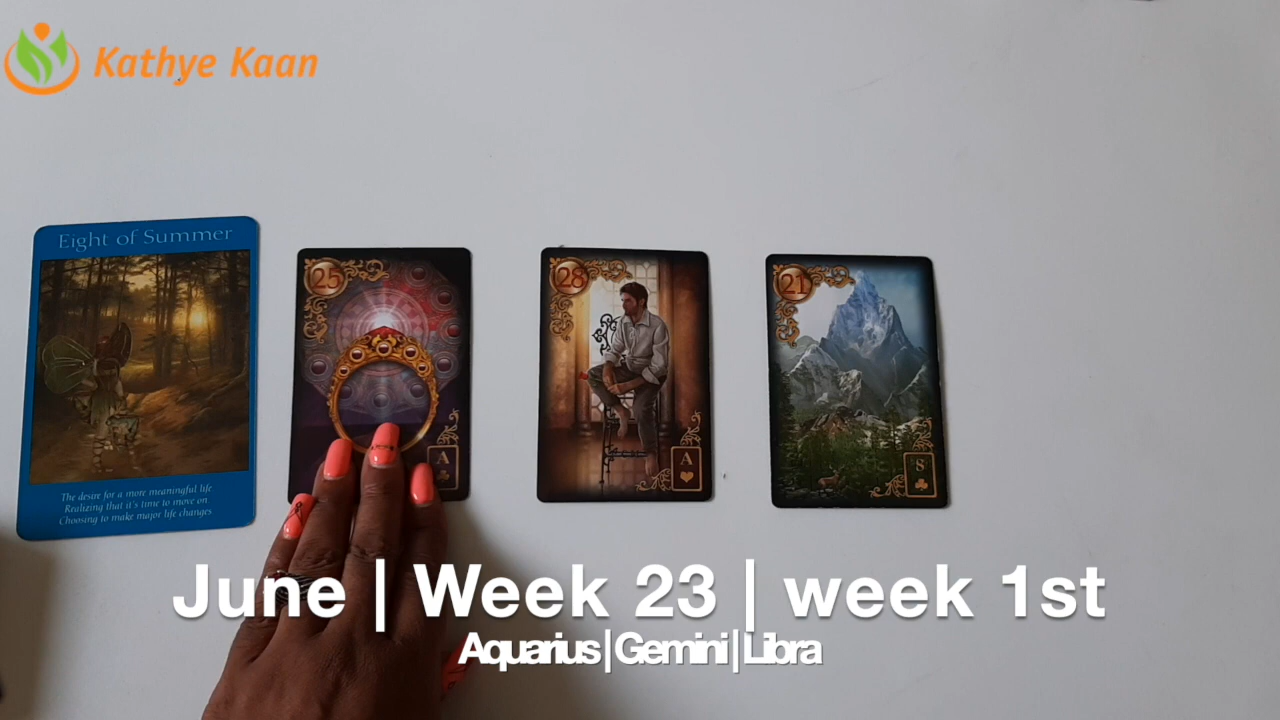 Kathye Kaan
Eight of Summer
25
28
21
A
A
8
The desire for a more meaningful life
Realizing that it's time to move on
Choosing to make major life changes
June | Week 23 | week 1st
Aquarius|Gemini|Libra